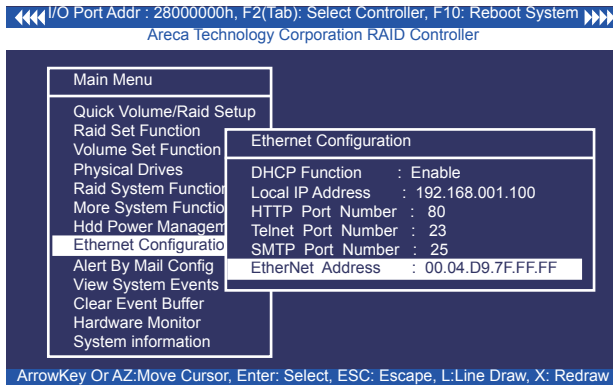 I/O Port Addr : 28000000h, F2(Tab): Select Controller, F10: Reboot System
Areca Technology Corporation RAID Controller
Main Menu
Quick Volume/Raid Setup
Raid Set Function
Volume Set Function
Physical Drives
Raid System Function
More System Functio
Hdd Power Managem
Ethernet Configuratio
Alert By Mail Config
View System Events
Clear Event Buffer
Hardware Monitor
System information
Ethernet Configuration
DHCP Function : Enable
Local IP Address : 192.168.001.100
HTTP Port Number : 80
Telnet Port Number : 23
SMTP Port Number : 25
EtherNet Address : 00.04.D9.7F.FF.FF
ArrowKey Or AZ:Move Cursor, Enter: Select, ESC: Escape, L:Line Draw, X: Redraw